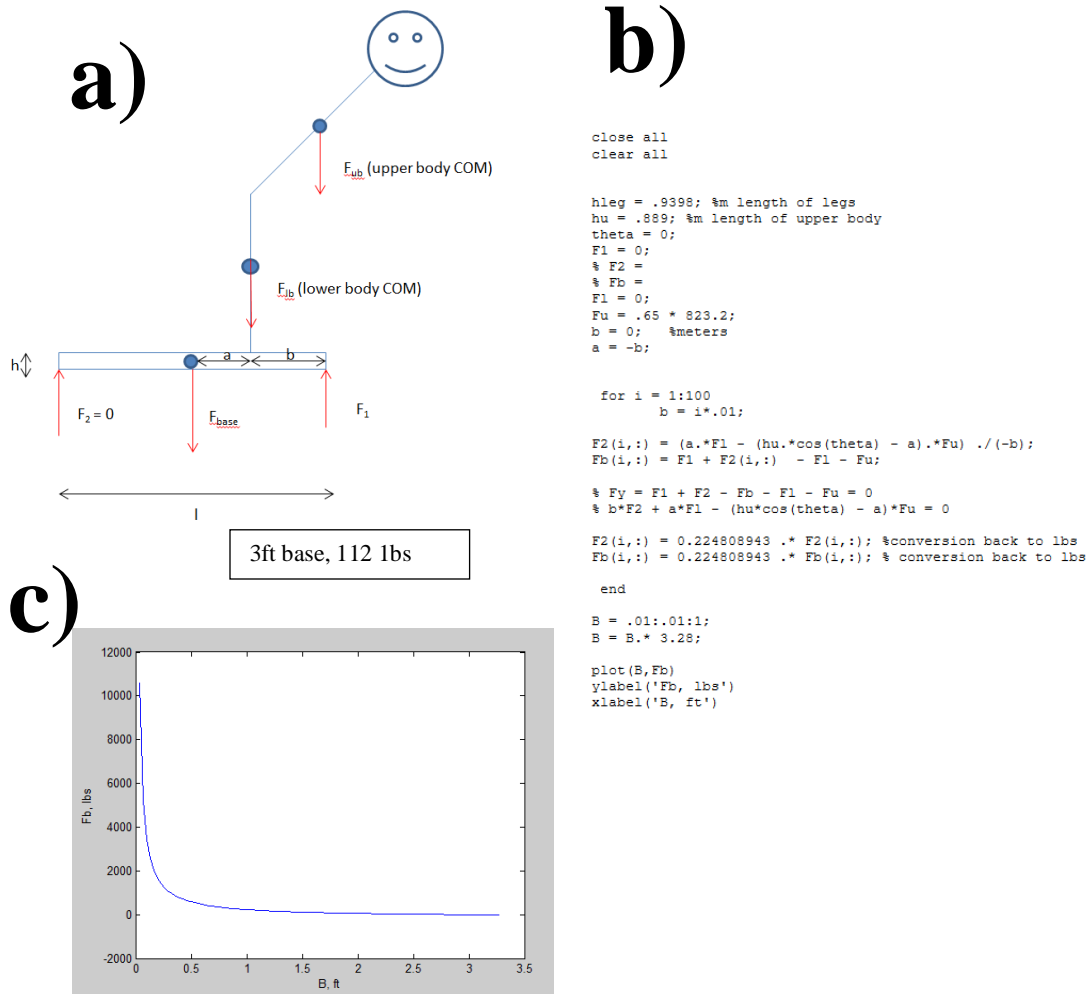 a)
F_ub (upper body COM)
F_lb (lower body COM)
a
b
h
F_2 = 0
F_base
F_1
l
3ft base, 112 lbs
b)
close all
clear all
hleg = .9398; %m length of legs
hu = .889; %m length of upper body
theta = 0;
F1 = 0;
% F2 =
% Fb =
Fl = 0;
Fu = .65 * 823.2;
b = 0; %meters
a = -b;
for i = 1:100
b = i*.01;
F2(i,:) = (a.*Fl - (hu.*cos(theta) - a).*Fu) ./(-b);
Fb(i,:) = F1 + F2(i,:) - Fl - Fu;
% Fy = F1 + F2 - Fb - Fl - Fu = 0
% b*F2 + a*Fl - (hu*cos(theta) - a)*Fu = 0
F2(i,:) = 0.224808943 .* F2(i,:); %conversion back to lbs
Fb(i,:) = 0.224808943 .* Fb(i,:); % conversion back to lbs
end
B = .01:.01:1;
B = B.* 3.28;
plot(B,Fb)
ylabel('Fb, lbs')
xlabel('B, ft')
c)
12000
10000
8000
6000
4000
2000
0
-2000
Fb, lbs
0 0.5 1 1.5 2 2.5 3 3.5
B, ft